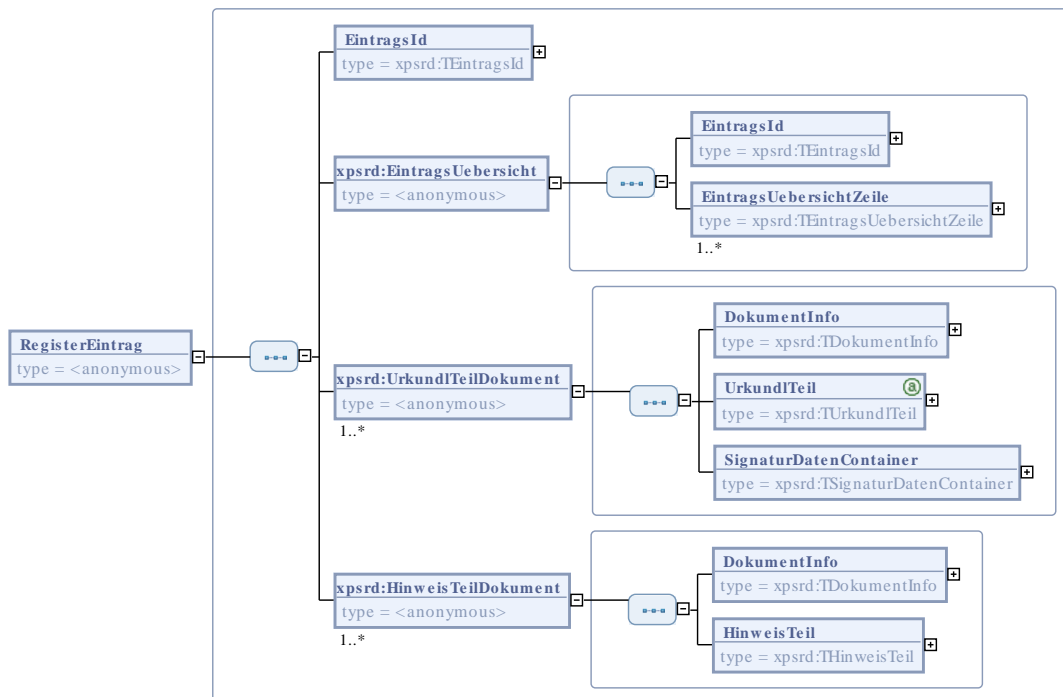 EintragsId
type = xpsrd:TEintragsId
xpsrd:EintragsUebersicht
type = <anonymous>
EintragsId
type = xpsrd:TEintragsId
EintragsUebersichtZeile
type = xpsrd:TEintragsUebersichtZeile
1..*
RegisterEintrag
type = <anonymous>
xpsrd:UrkundlTeilDokument
type = <anonymous>
1..*
DokumentInfo
type = xpsrd:TDokumentInfo
UrkundlTeil
a
type = xpsrd:TUrkundlTeil
SignaturDatenContainer
type = xpsrd:TSignaturDatenContainer
xpsrd:HinweisTeilDokument
type = <anonymous>
1..*
DokumentInfo
type = xpsrd:TDokumentInfo
HinweisTeil
type = xpsrd:THinweisTeil